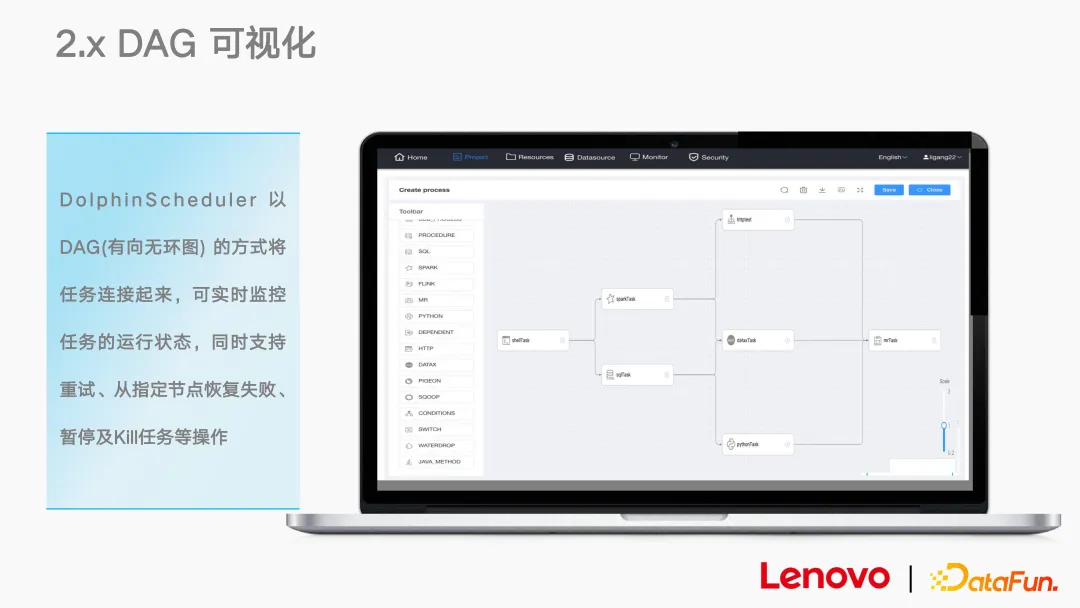 2.x DAG 可视化
DolphinScheduler 以
DAG(有向无环图) 的方式将
任务连接起来，可实时监控
任务的运行状态，同时支持
重试、从指定节点恢复失败、
暂停及Kill任务等操作
Home Project Resources Datasource Monitor Security English ligang22
Create process Save Close
Toolbar
PROCEDURE
SQL
SPARK
FLINK
MR
PYTHON
DEPENDENT
HTTP
DATAX
PIGEON
SQOOP
CONDITIONS
SWITCH
WATERDROP
JAVA_METHOD
httptest
sparkTask
shellTask
dataxTask
mrTask
sqlTask
pythonTask
Scale
Lenovo
DataFun.